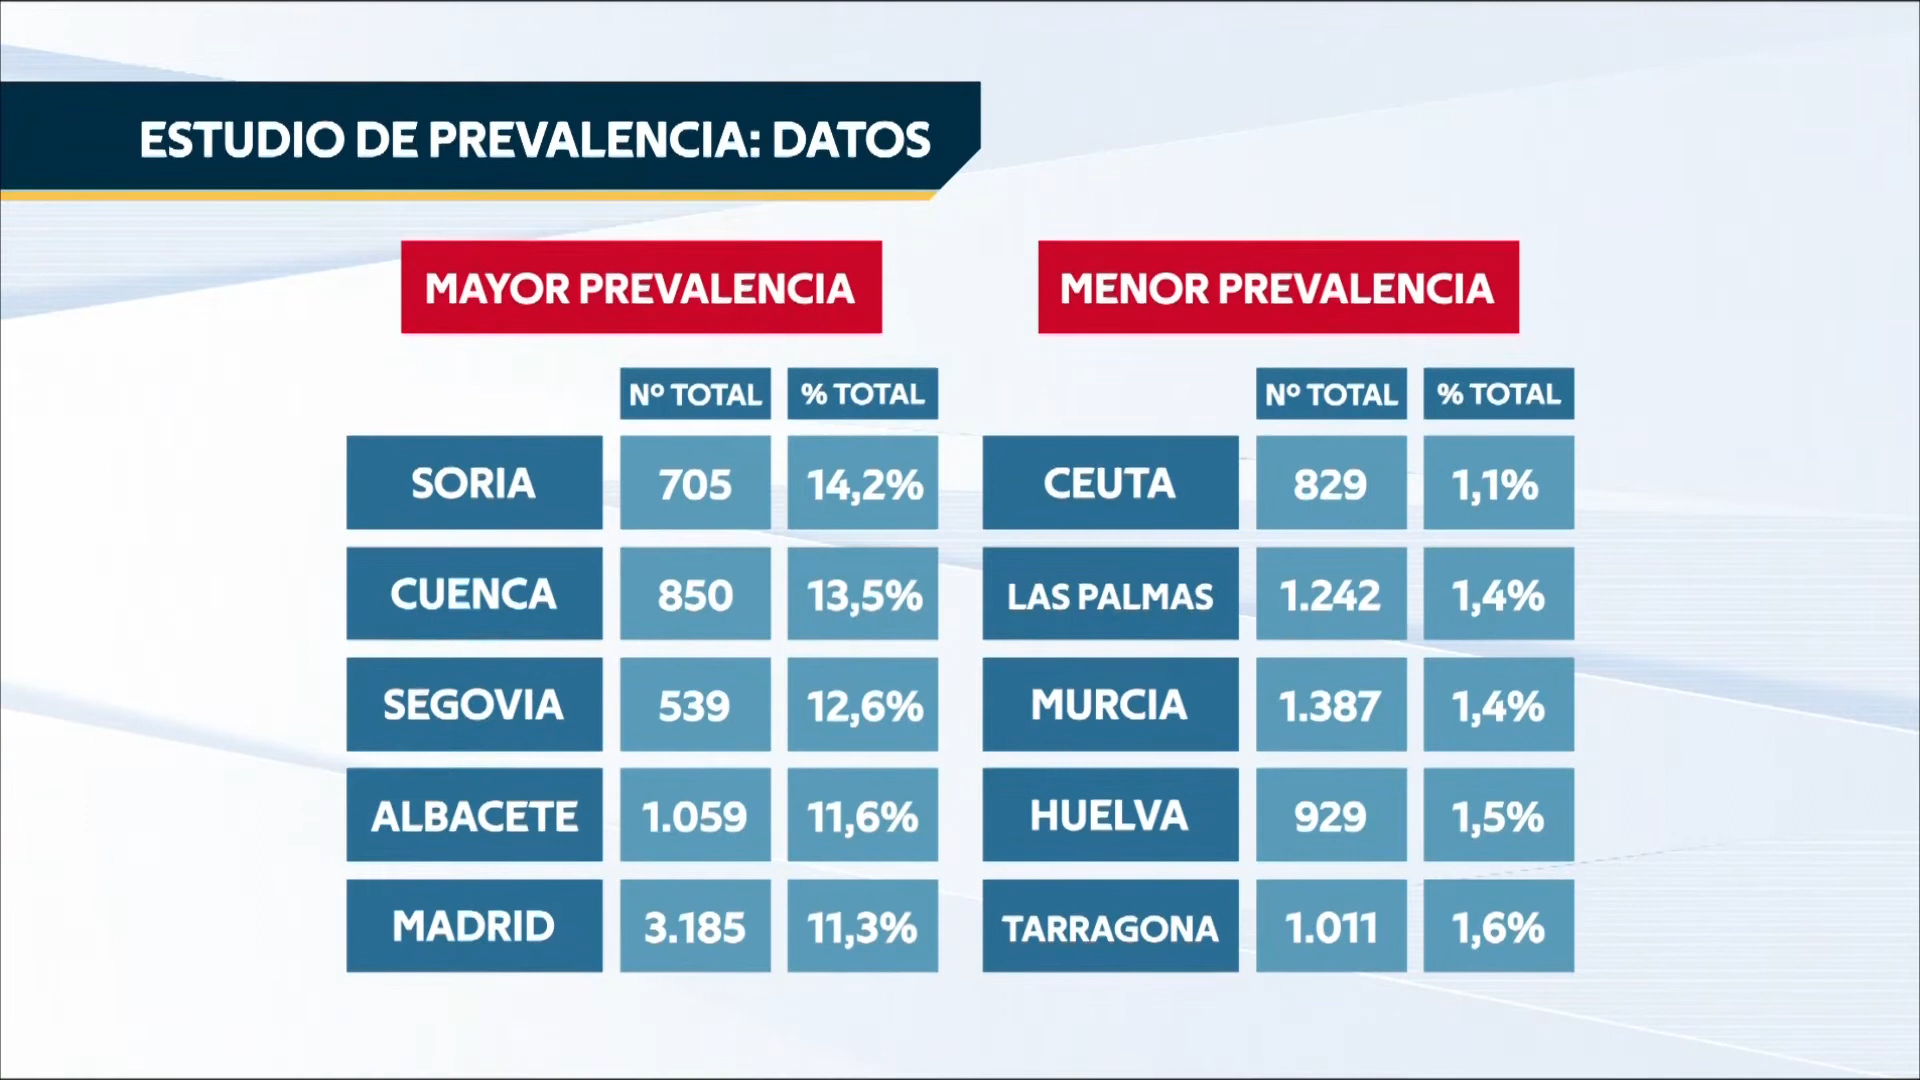 ESTUDIO DE PREVALENCIA: DATOS
MAYOR PREVALENCIA
Nº TOTAL % TOTAL
SORIA 705 14,2%
CUENCA 850 13,5%
SEGOVIA 539 12,6%
ALBACETE 1.059 11,6%
MADRID 3.185 11,3%
MENOR PREVALENCIA
Nº TOTAL % TOTAL
CEUTA 829 1,1%
LAS PALMAS 1.242 1,4%
MURCIA 1.387 1,4%
HUELVA 929 1,5%
TARRAGONA 1.011 1,6%